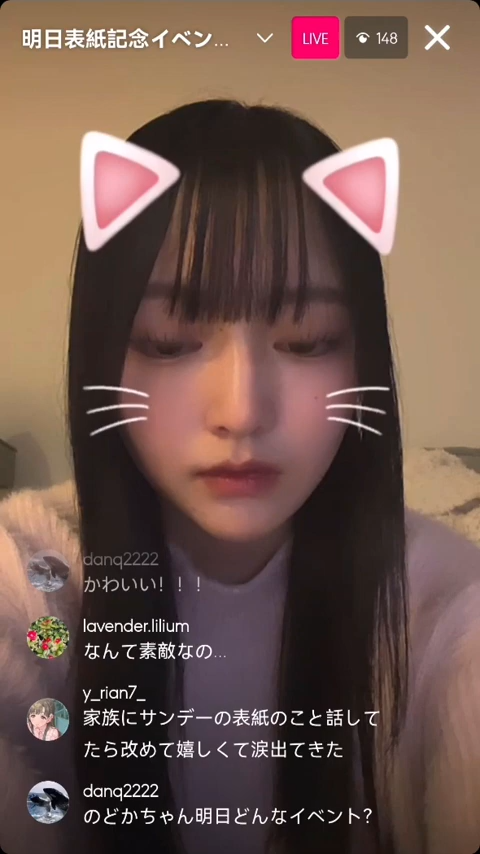 明日表紙記念イベン...
LIVE
148
danq2222
かわいい！！！
lavender.lilium
なんて素敵なの...
y_rian7_
家族にサンデーの表紙のこと話して
たら改めて嬉しくて涙出てきた
danq2222
のどかちゃん明日どんなイベント?